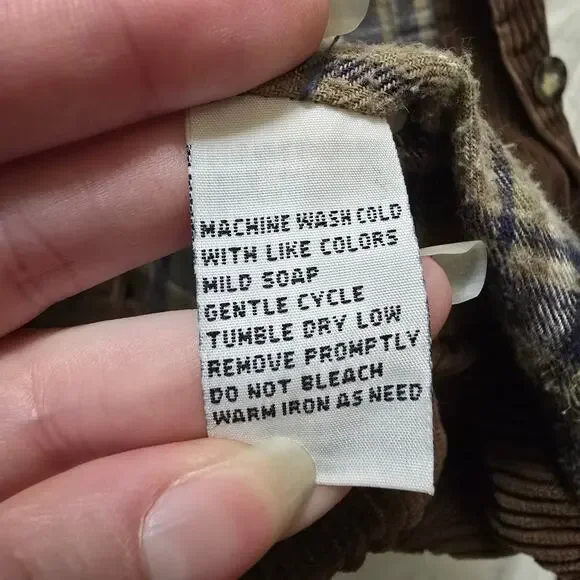 MACHINE WASH COLD
WITH LIKE COLORS
MILD SOAP
GENTLE CYCLE
TUMBLE DRY LOW
REMOVE PROMPTLY
DO NOT BLEACH
WARM IRON AS NEED